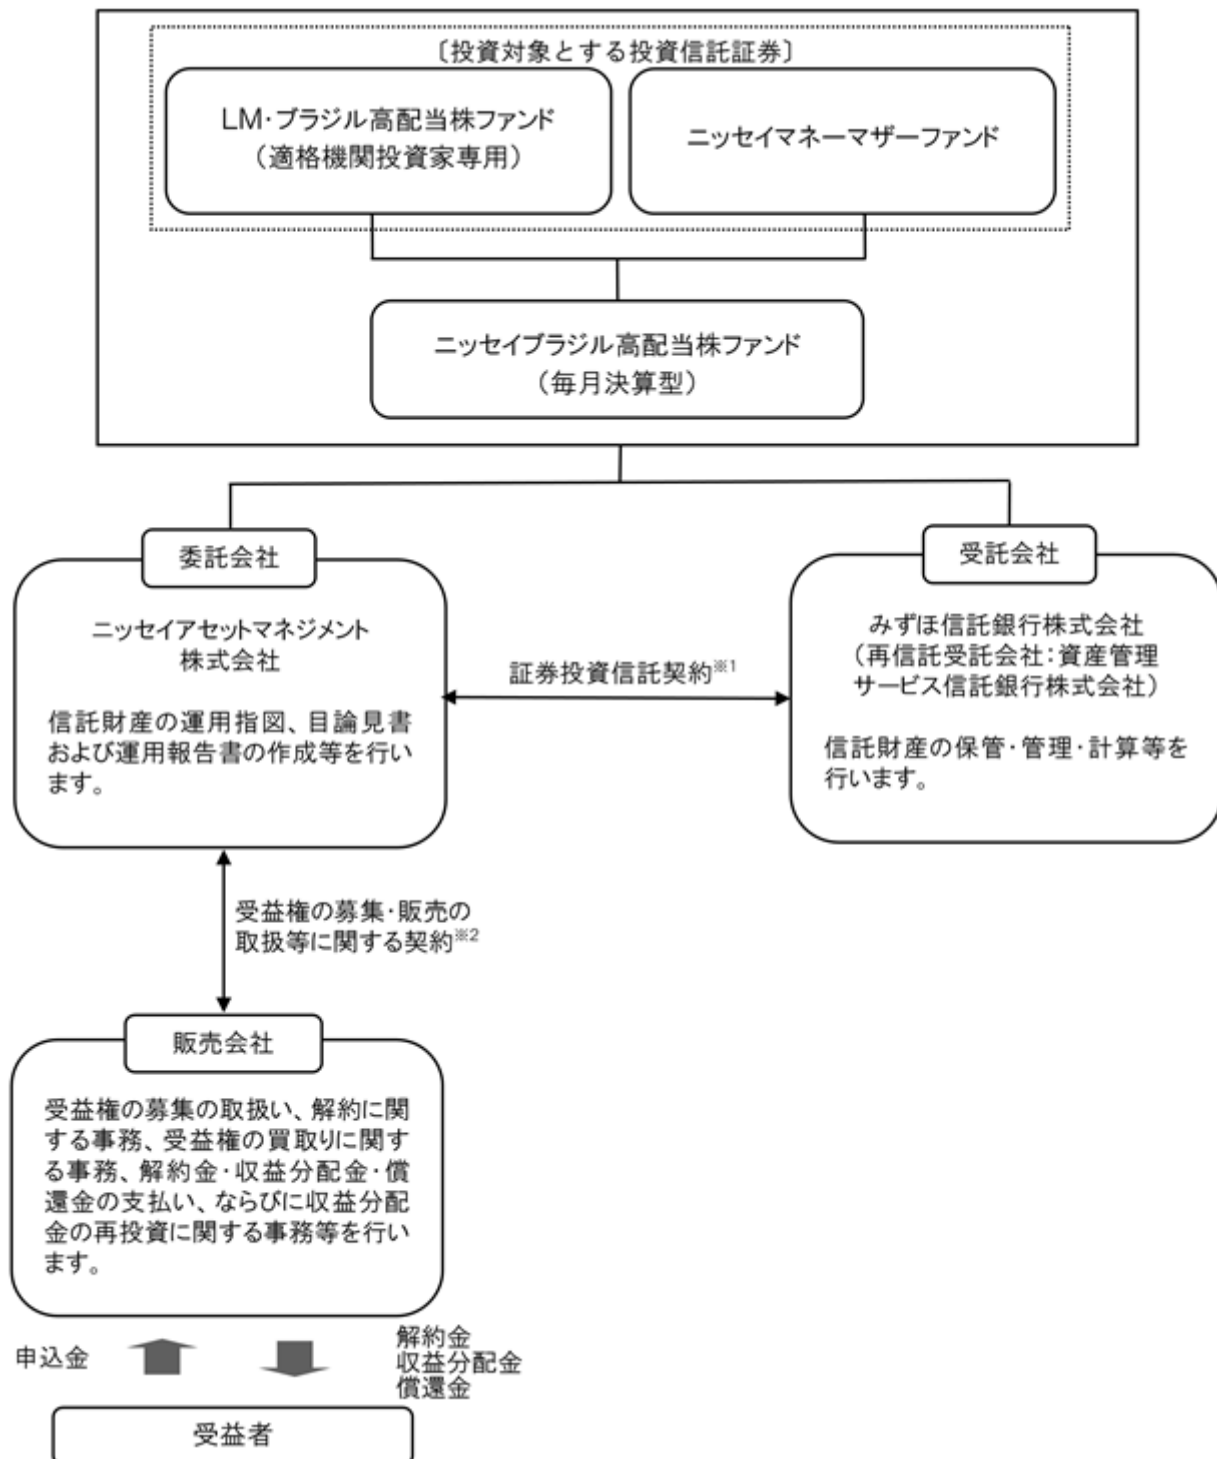 〔投資対象とする投資信託証券〕
LM・ブラジル高配当株ファンド
（適格機関投資家専用）
ニッセイマネーマザーファンド
ニッセイブラジル高配当株ファンド
（毎月決算型）
委託会社
ニッセイアセットマネジメント
株式会社
信託財産の運用指図、目論見書
および運用報告書の作成等を行い
ます。
証券投資信託契約※1
受託会社
みずほ信託銀行株式会社
（再信託受託会社：資産管理
サービス信託銀行株式会社）
信託財産の保管・管理・計算等を
行います。
受益権の募集・販売の
取扱等に関する契約※2
販売会社
受益権の募集の取扱い、解約に関
する事務、受益権の買取りに関す
る事務、解約金・収益分配金・償
還金の支払い、ならびに収益分配
金の再投資に関する事務等を行い
ます。
申込金
解約金
収益分配金
償還金
受益者